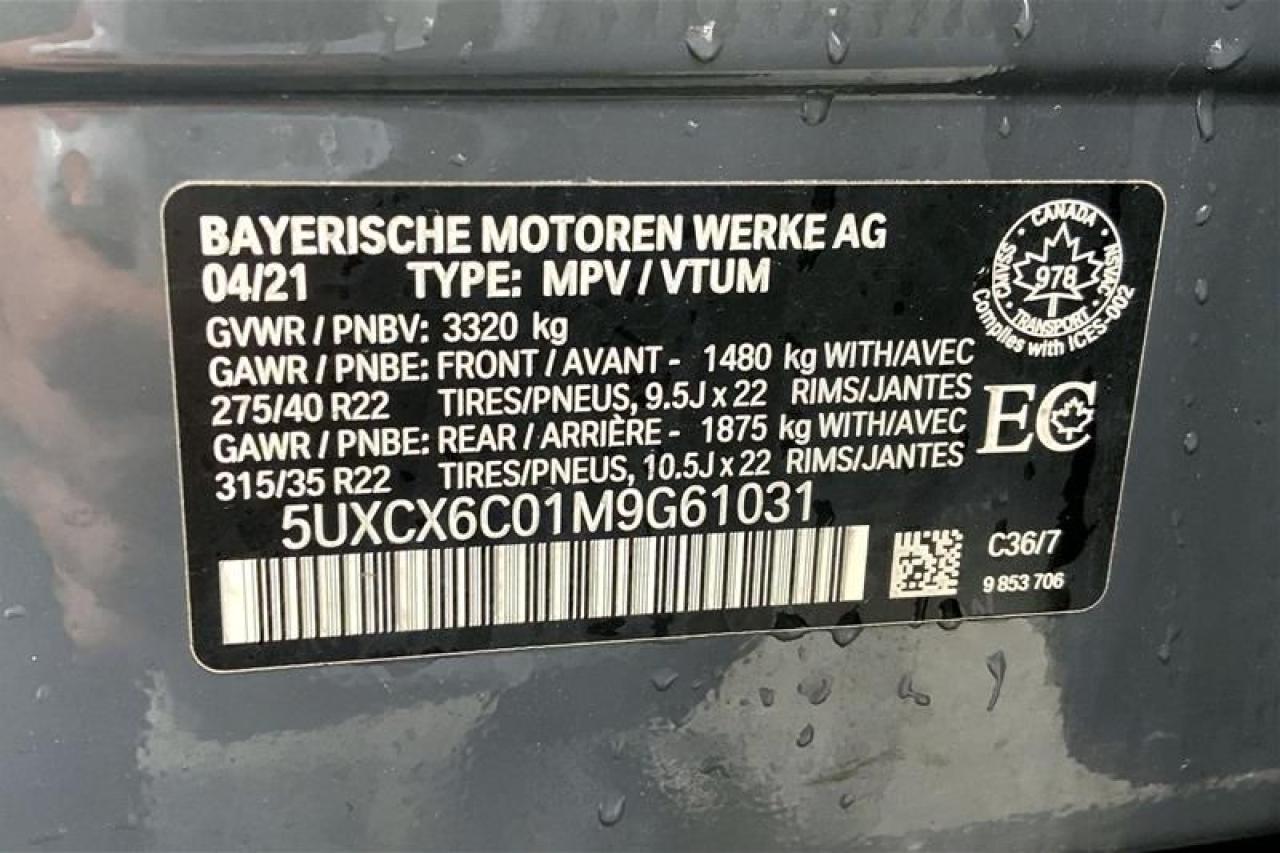 BAYERISCHE MOTOREN WERKE AG
04/21 TYPE: MPV / VTUM
GVWR / PNBV: 3320 kg
GAWR / PNBE: FRONT / AVANT - 1480 kg WITH/AVEC
275/40 R22 TIRES/PNEUS, 9.5J x 22 RIMS/JANTES
GAWR / PNBE: REAR / ARRIÈRE - 1875 kg WITH/AVEC
315/35 R22 TIRES/PNEUS, 10.5J x 22 RIMS/JANTES
5UXCX6C01M9G61031
CANADA
CMVSS
978
NSVAC
TRANSPORT
Complies with ICES-002
EC
C36/7
9 853 706